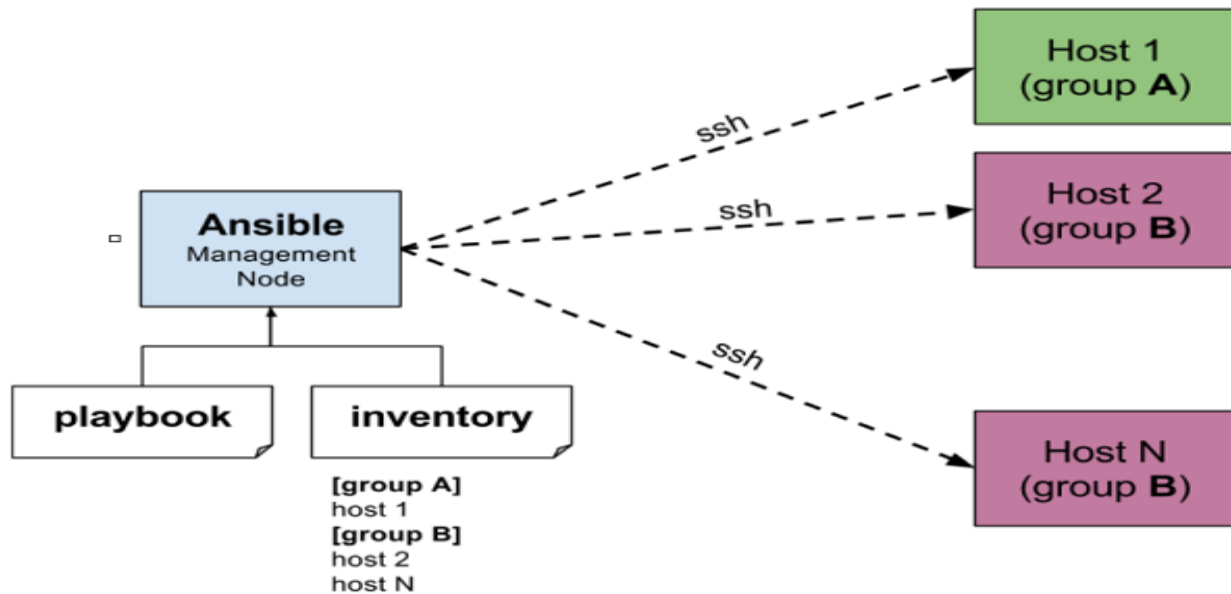 Ansible
Management
Node
playbook
inventory
[group A]
host 1
[group B]
host 2
host N
ssh
ssh
ssh
Host 1
(group A)
Host 2
(group B)
Host N
(group B)